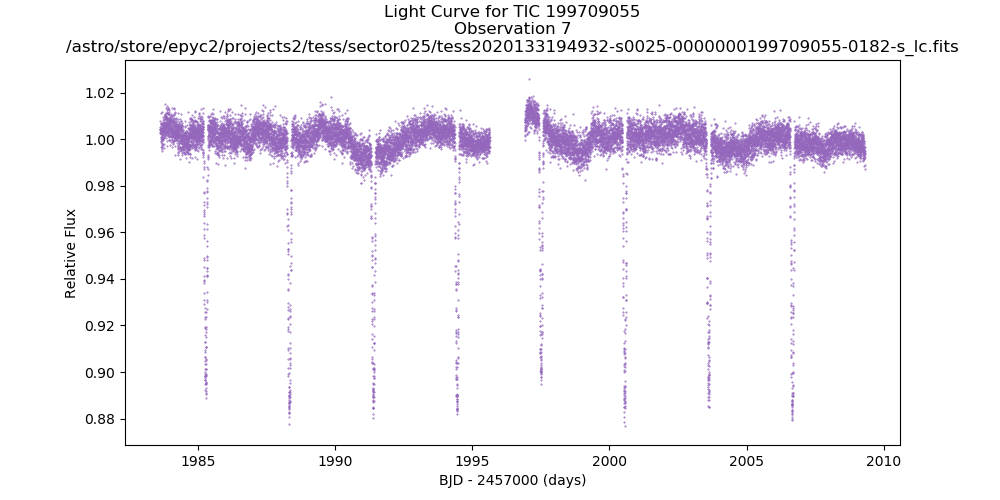 Light Curve for TIC 199709055
Observation 7
/astro/store/epyc2/projects2/tess/sector025/tess2020133194932-s0025-0000000199709055-0182-s_lc.fits
1.02
1.00
0.98
0.96
0.94
0.92
0.90
0.88
Relative Flux
1985
1990
1995
2000
2005
2010
BJD - 2457000 (days)